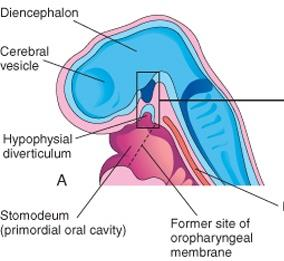 Diencephalon
Cerebral
vesicle
Hypophysial
diverticulum
A
Stomodeum
(primordial oral cavity)
Former site of
oropharyngeal
membrane